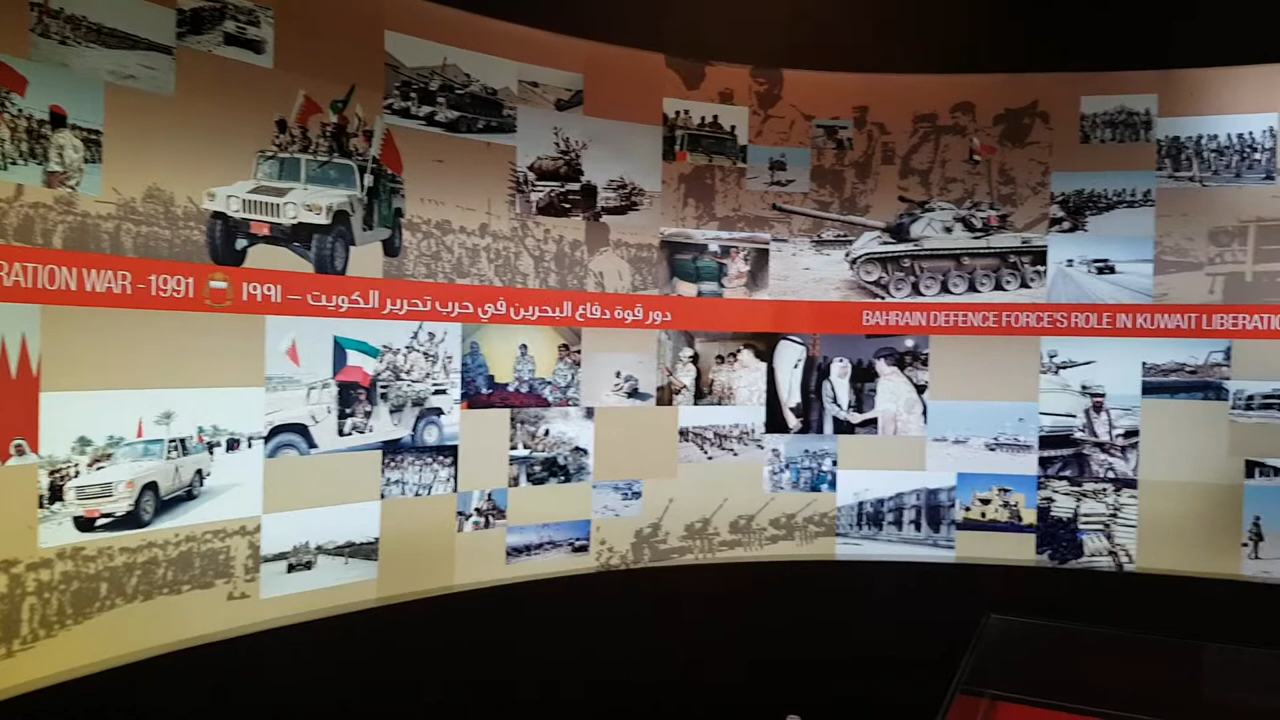 RATION WAR - 1991
دور قوة دفاع البحرين في حرب تحرير الكويت – ١٩٩١
BAHRAIN DEFENCE FORCE'S ROLE IN KUWAIT LIBERATIO